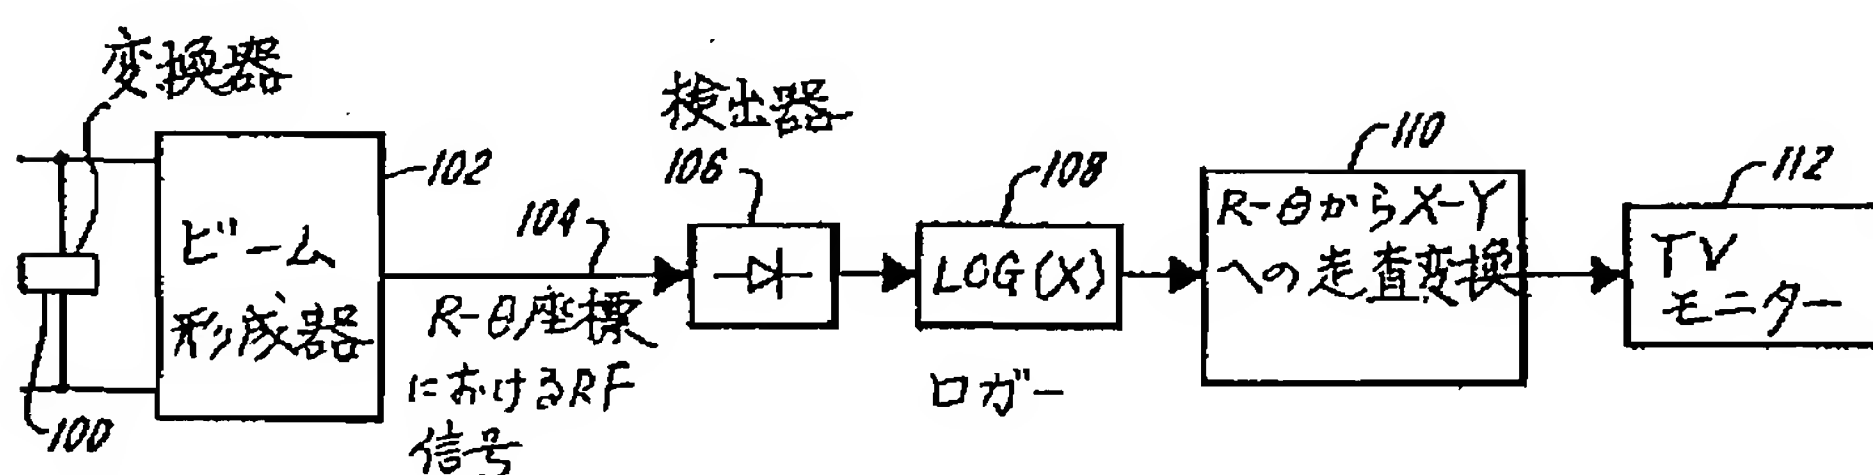 変換器
検出器
110
102
106
108
112
104
ビーム
形成器
LOG(X)
R-θからX-Y
への走査変換
TV
モニター
R-θ座標
におけるRF
信号
ロガー
100